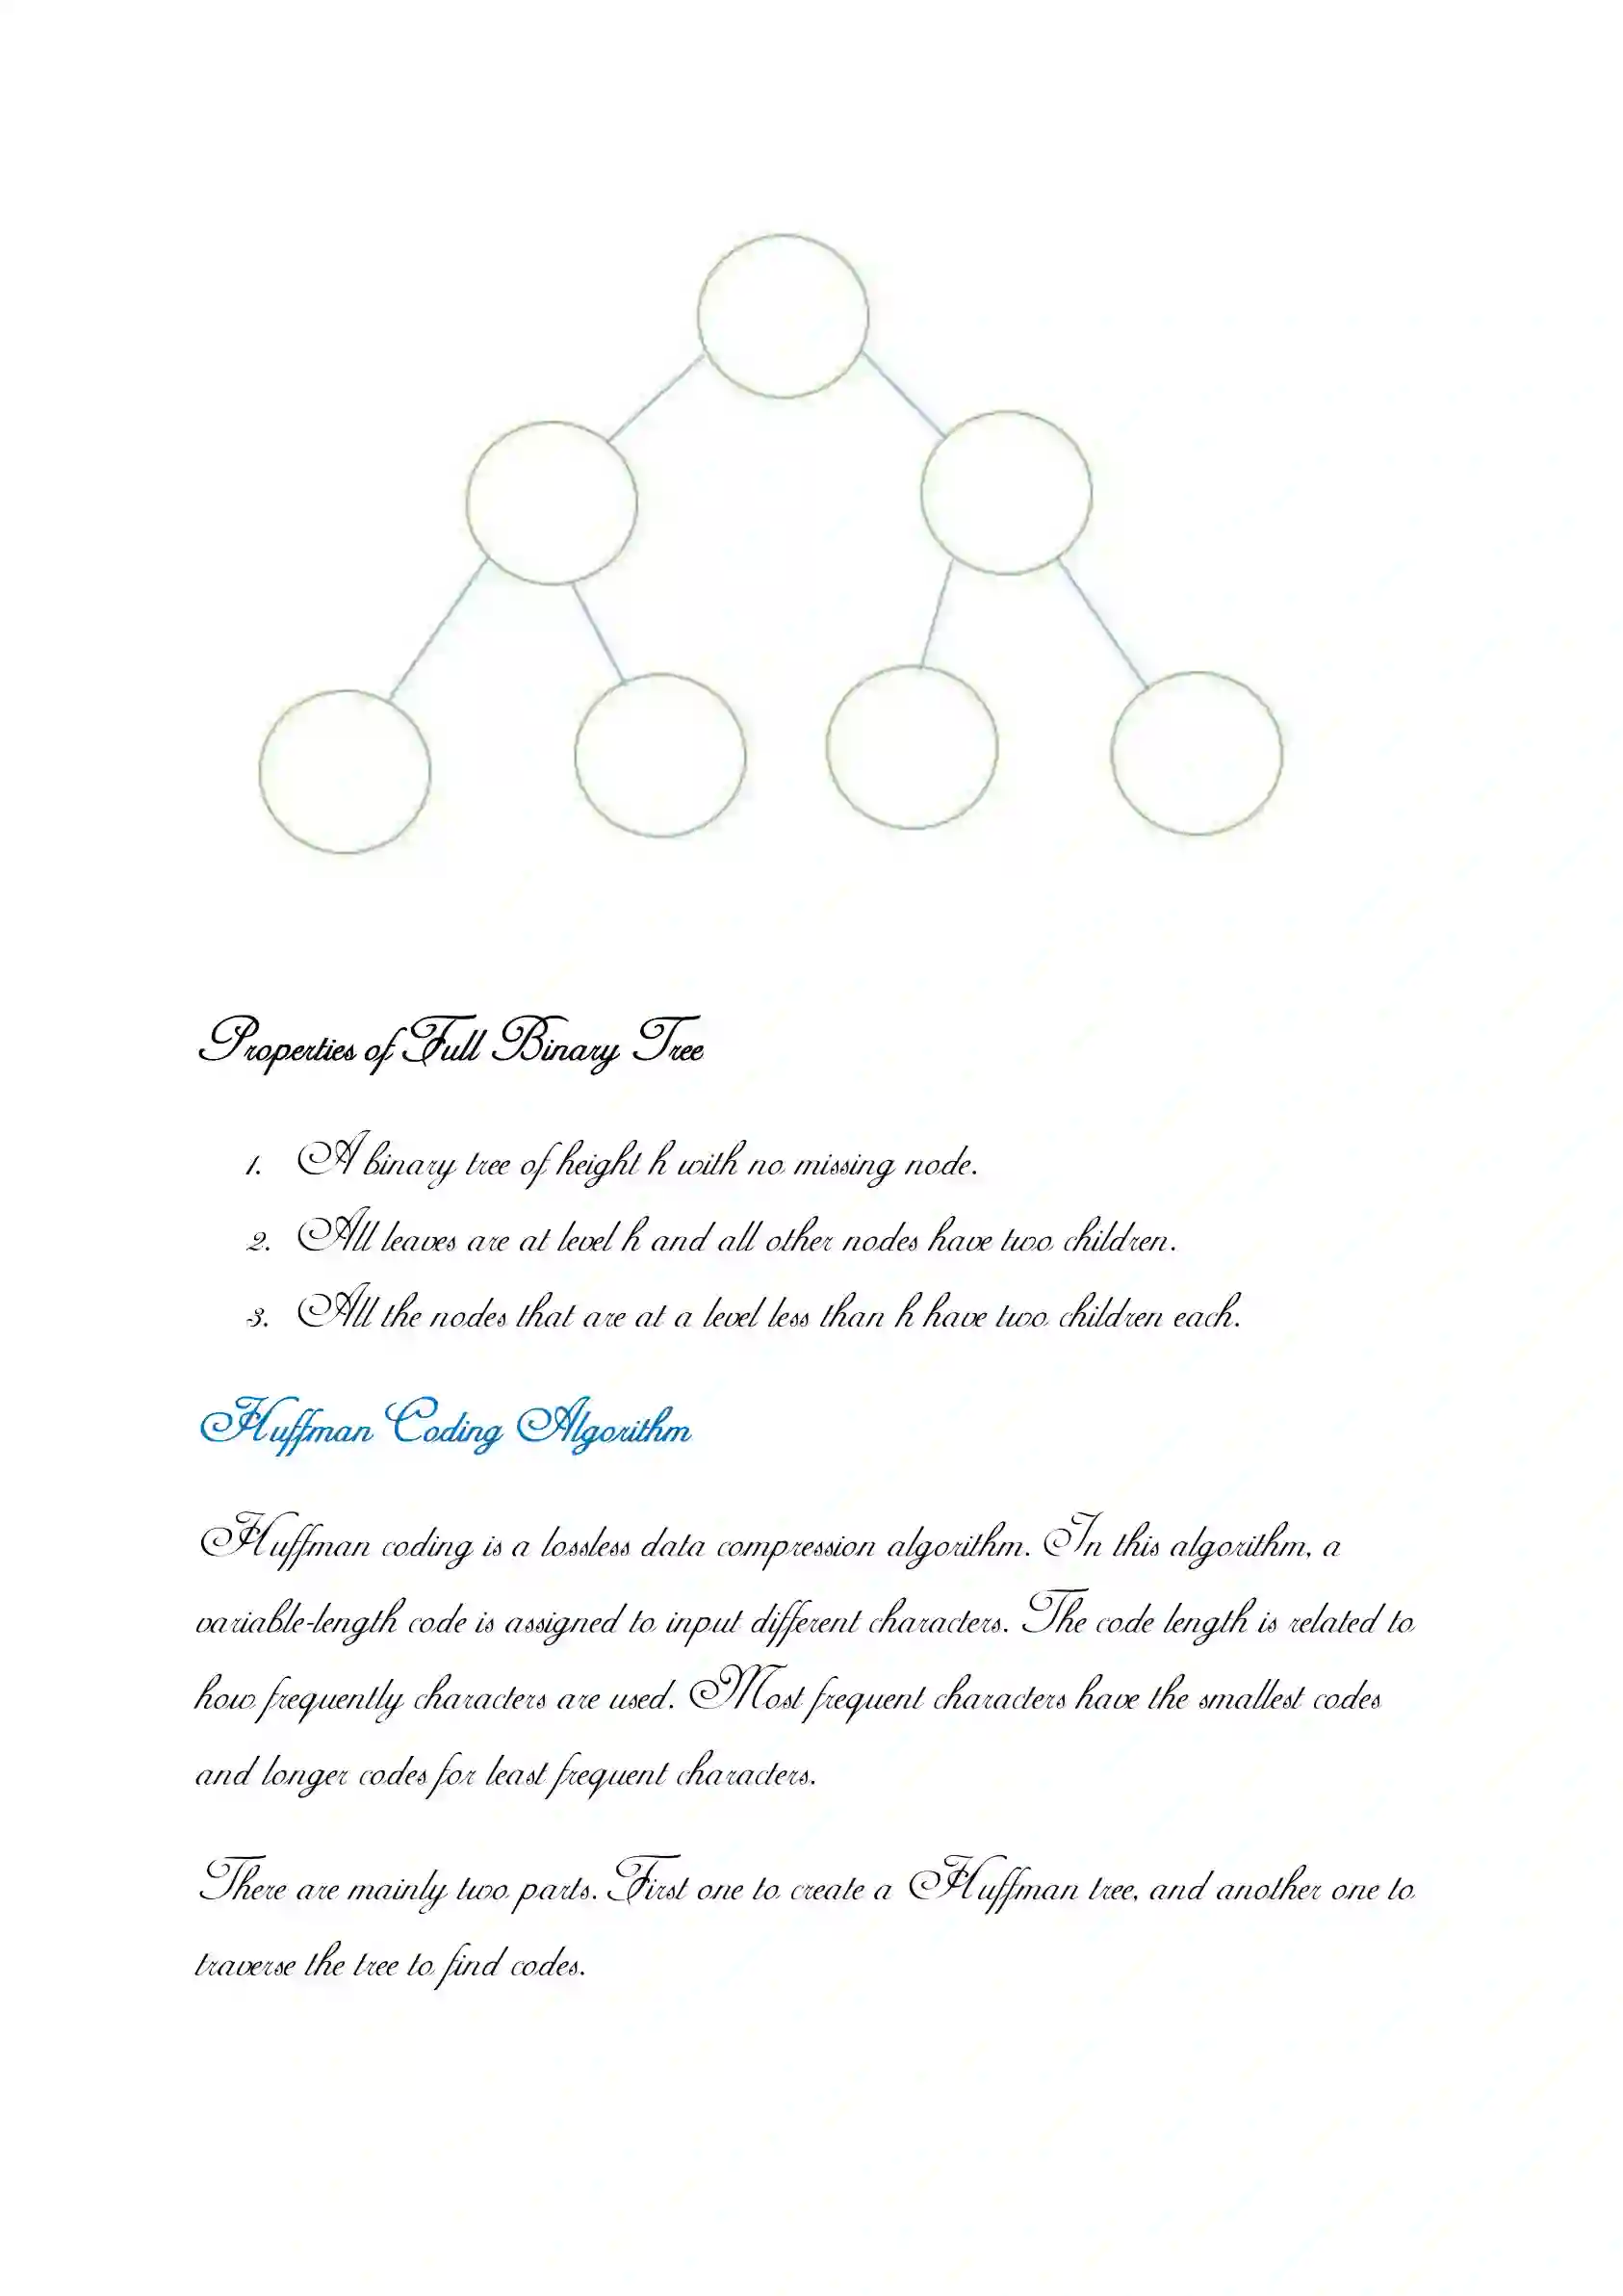 Properties of Full Binary Tree
1. A binary tree of height h with no missing node.
2. All leaves are at level h and all other nodes have two children.
3. All the nodes that are at a level less than h have two children each.
Huffman Coding Algorithm
Huffman coding is a lossless data compression algorithm. In this algorithm, a
variable-length code is assigned to input different characters. The code length is related to
how frequently characters are used. Most frequent characters have the smallest codes
and longer codes for least frequent characters.
There are mainly two parts. First one to create a Huffman tree, and another one to
traverse the tree to find codes.